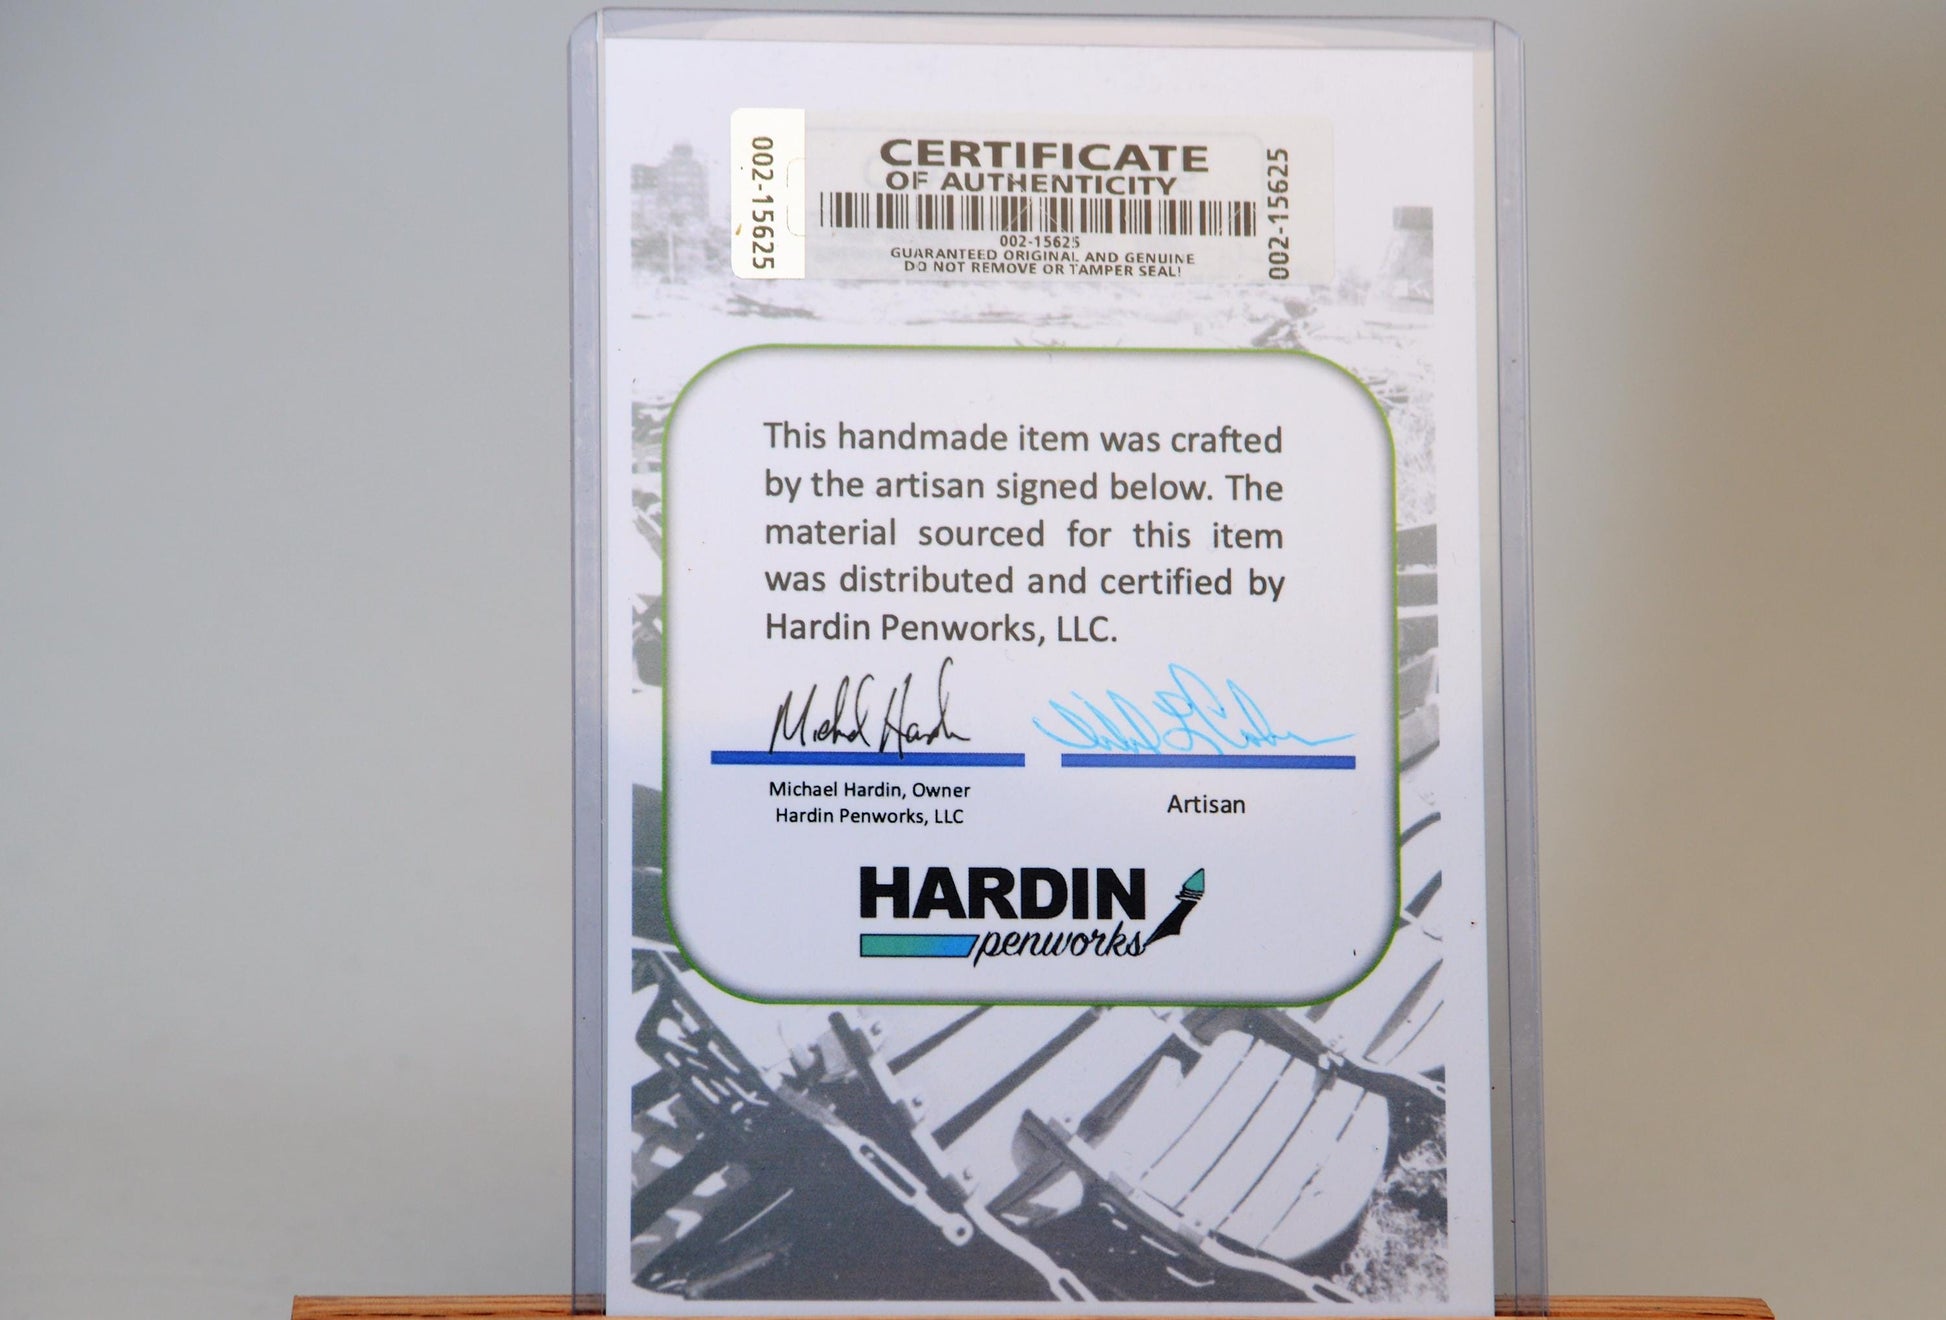 002-15625
CERTIFICATE
OF AUTHENTICITY
002-15625
GUARANTEED ORIGINAL AND GENUINE
DO NOT REMOVE OR TAMPER SEAL!
002-15625
This handmade item was crafted
by the artisan signed below. The
material sourced for this item
was distributed and certified by
Hardin Penworks, LLC.
Michael Hardin
Michael Hardin, Owner
Hardin Penworks, LLC
Artisan
HARDIN
penworks